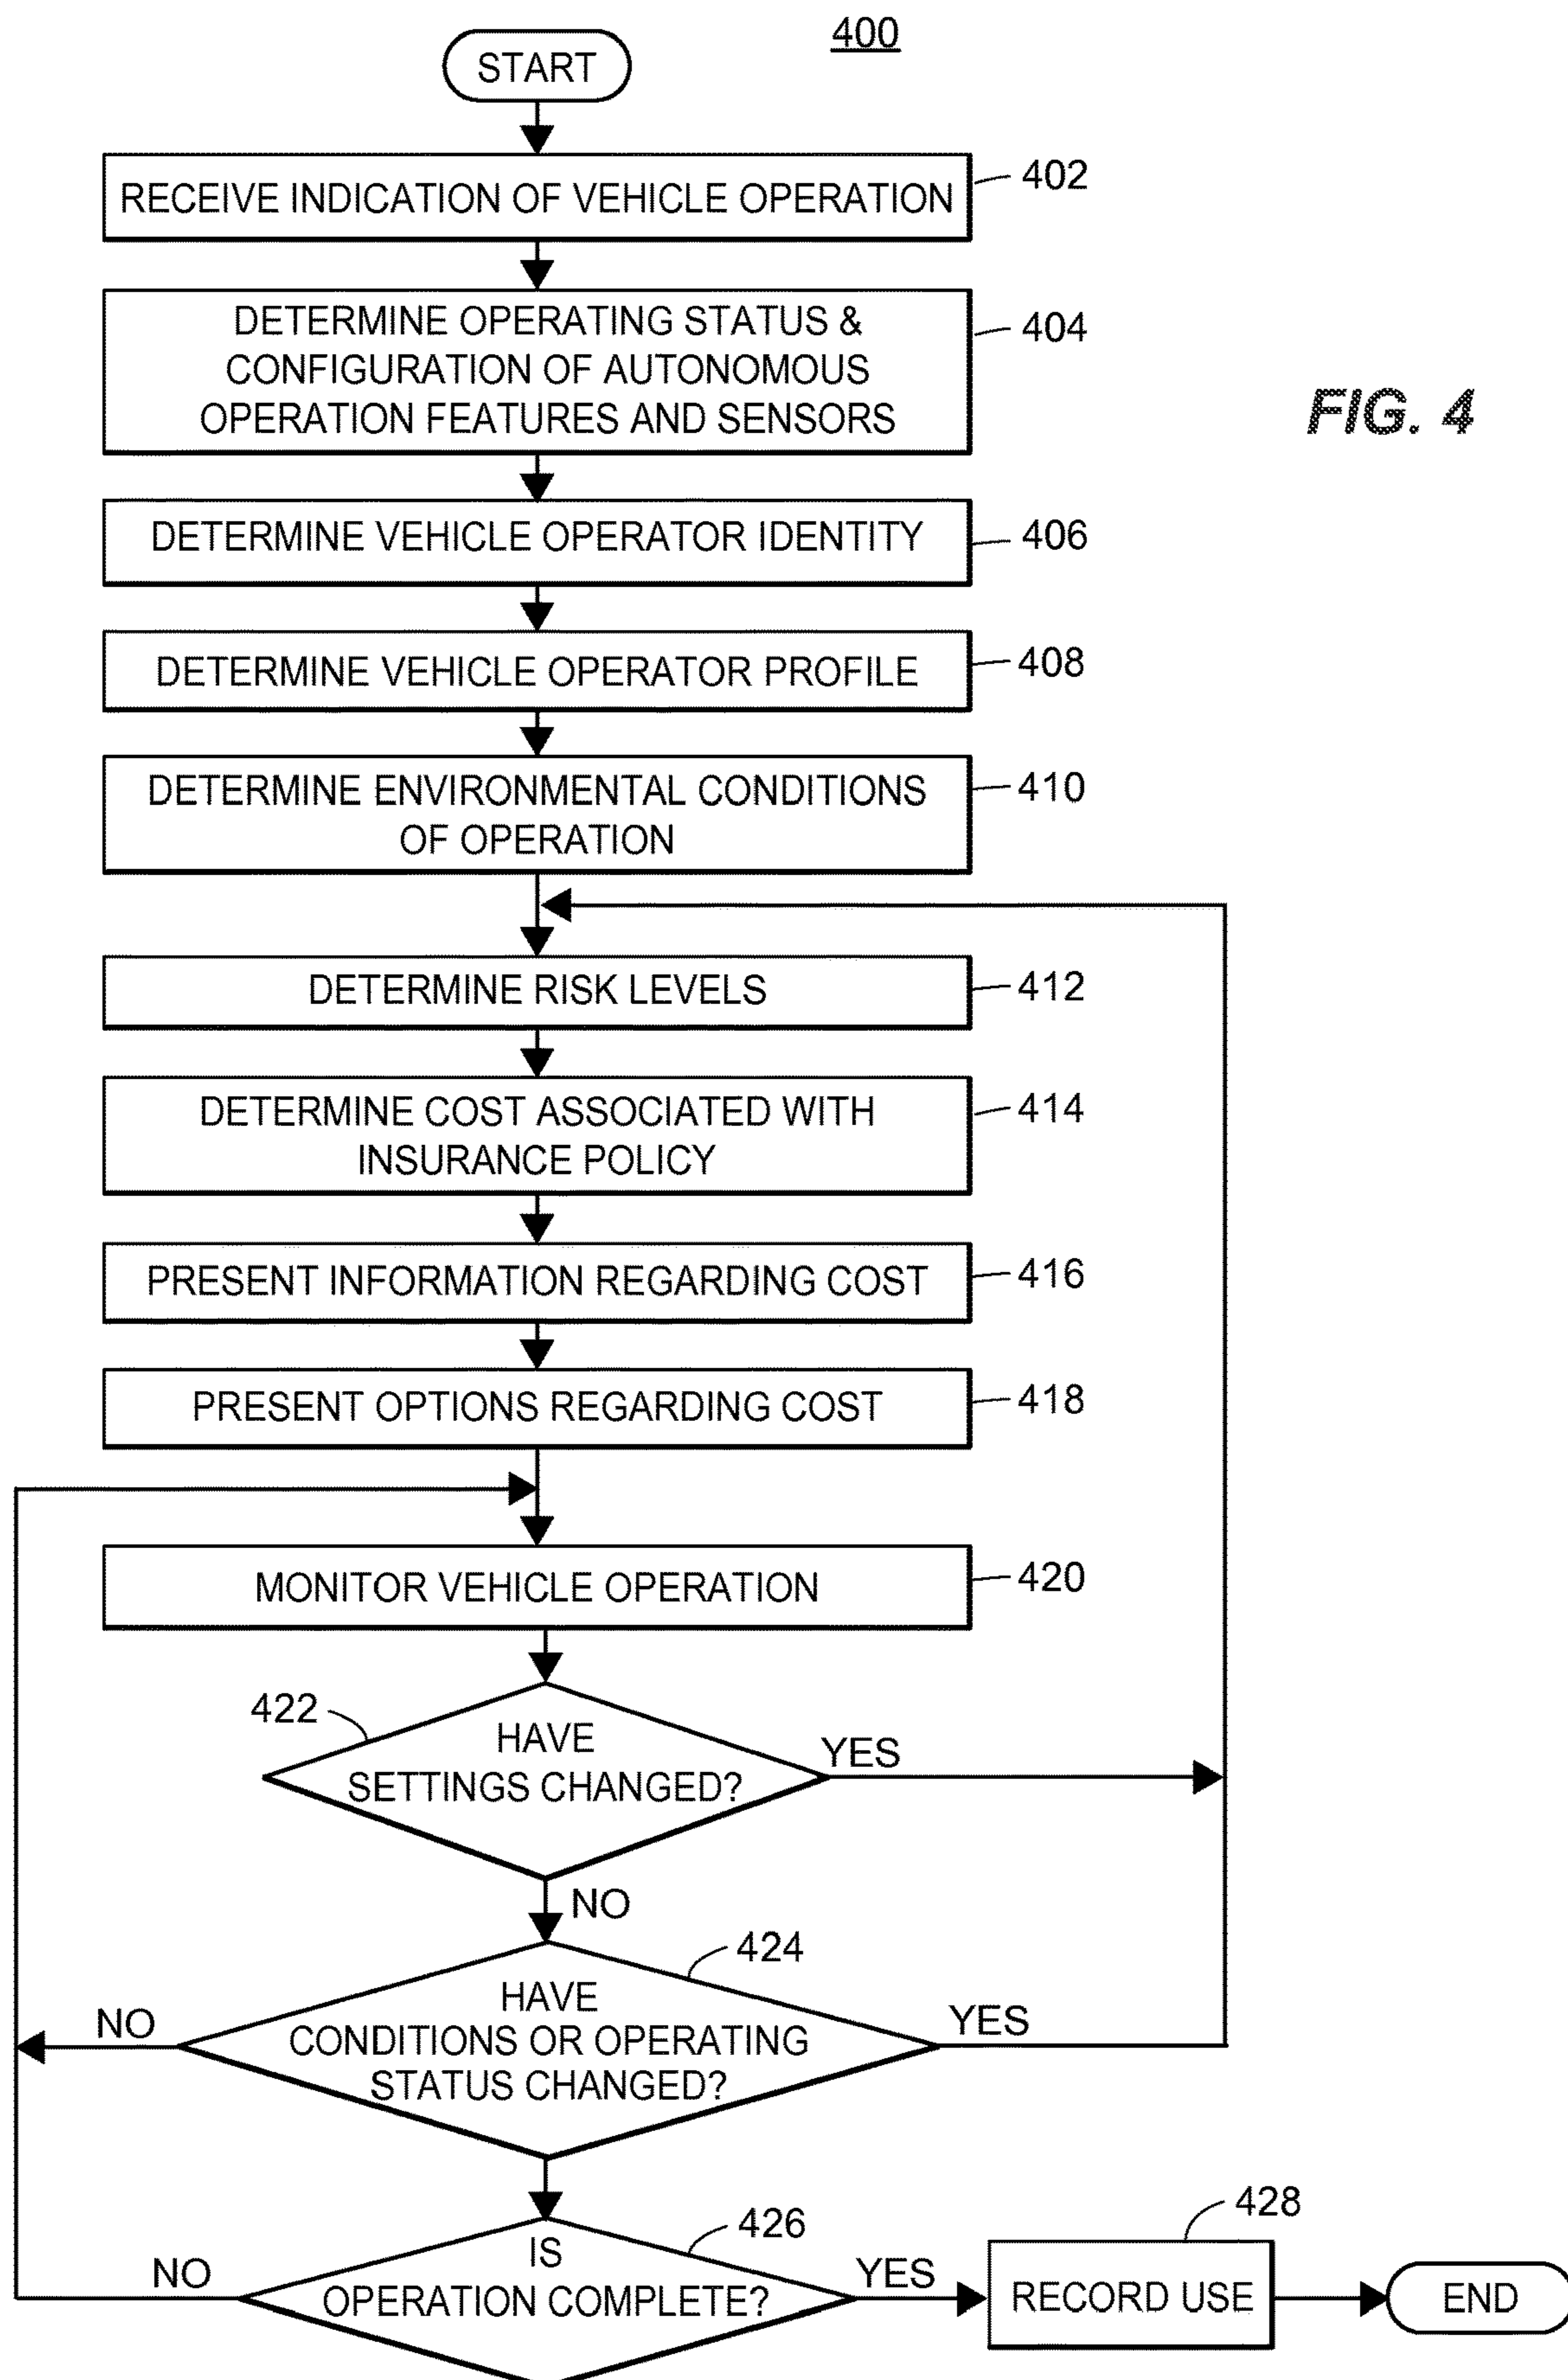 400
START
RECEIVE INDICATION OF VEHICLE OPERATION
402
DETERMINE OPERATING STATUS &
CONFIGURATION OF AUTONOMOUS
OPERATION FEATURES AND SENSORS
404
FIG. 4
DETERMINE VEHICLE OPERATOR IDENTITY
406
DETERMINE VEHICLE OPERATOR PROFILE
408
DETERMINE ENVIRONMENTAL CONDITIONS
OF OPERATION
410
DETERMINE RISK LEVELS
412
DETERMINE COST ASSOCIATED WITH
INSURANCE POLICY
414
PRESENT INFORMATION REGARDING COST
416
PRESENT OPTIONS REGARDING COST
418
MONITOR VEHICLE OPERATION
420
422
HAVE
SETTINGS CHANGED?
YES
NO
424
HAVE
CONDITIONS OR OPERATING
STATUS CHANGED?
NO
YES
426
IS
OPERATION COMPLETE?
NO
YES
428
RECORD USE
END